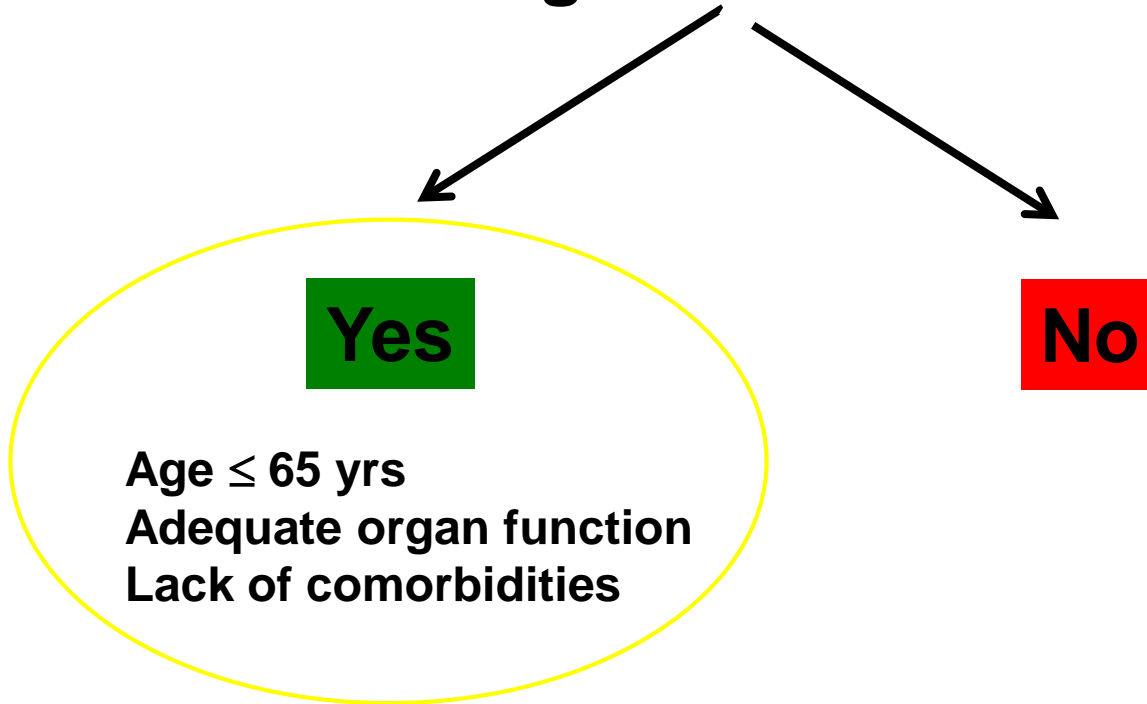 Yes
No
Age ≤ 65 yrs
Adequate organ function
Lack of comorbidities